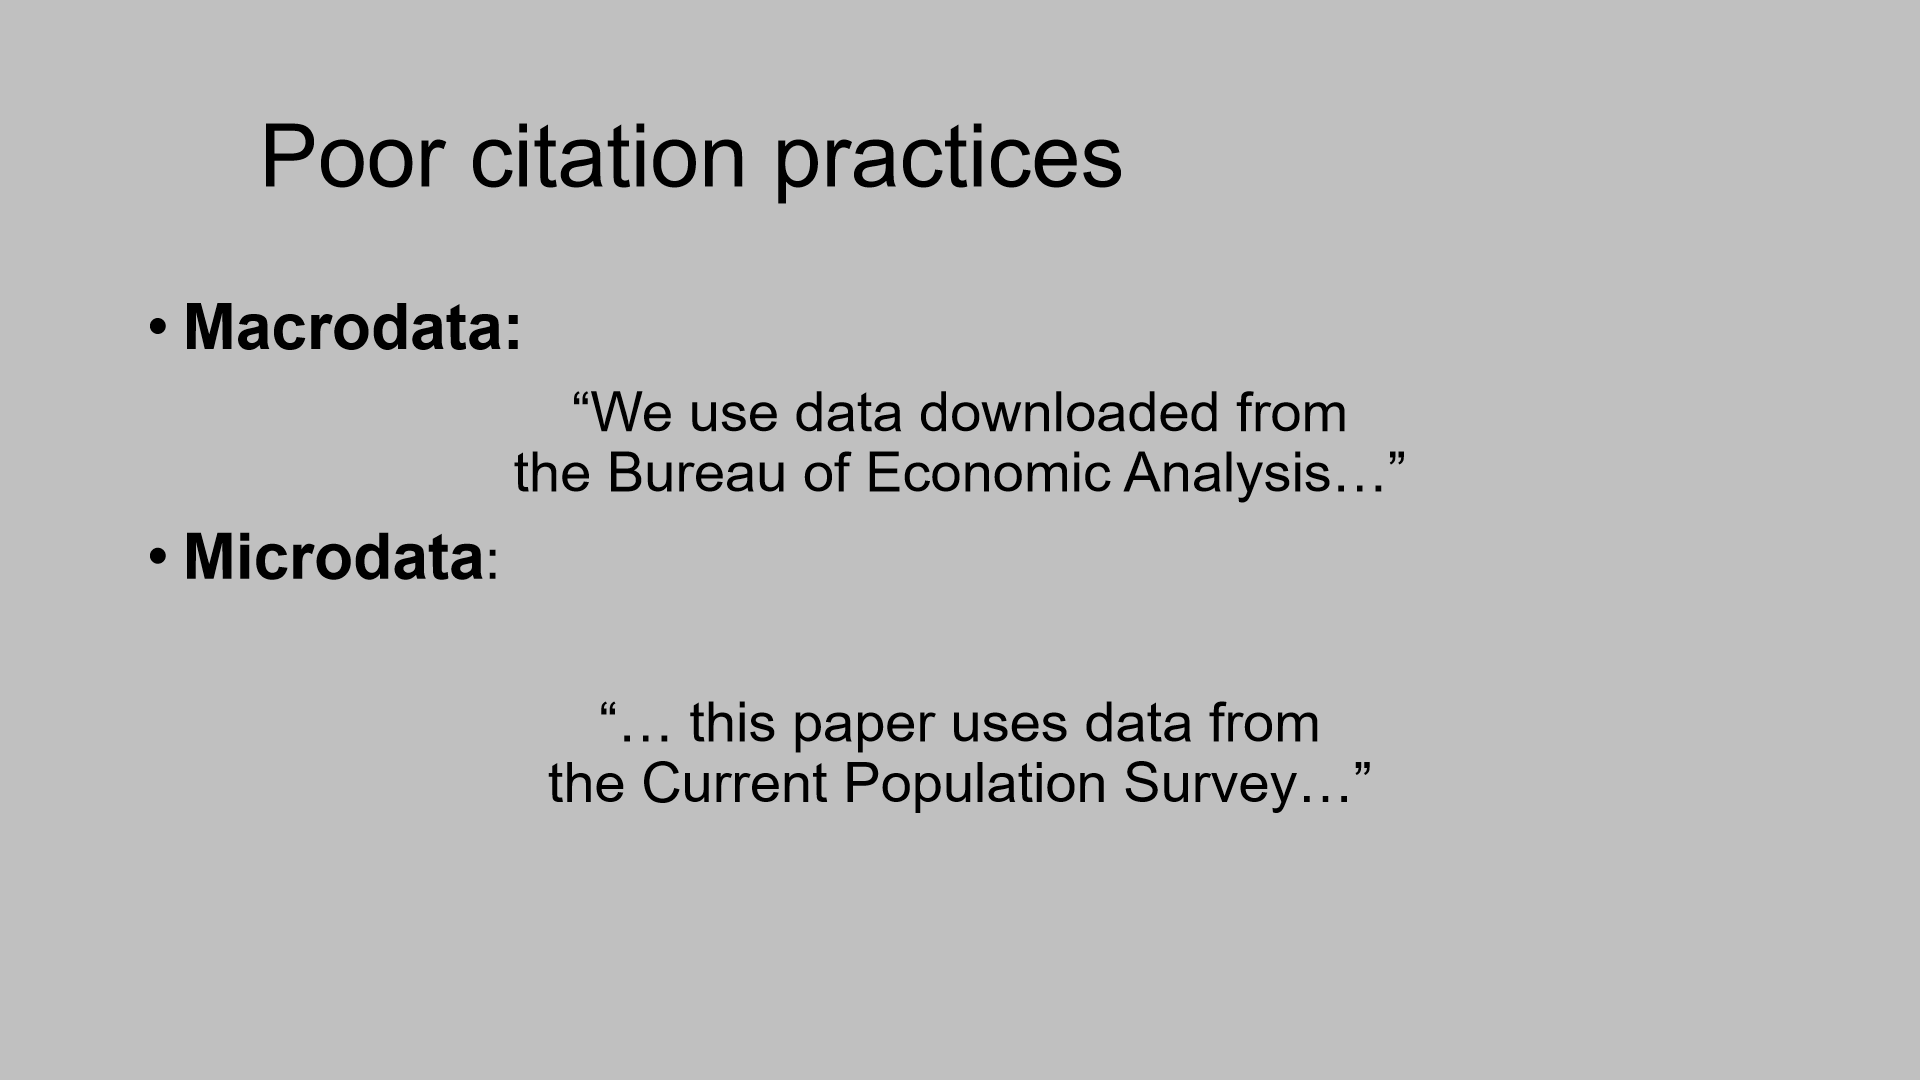 Poor citation practices
• Macrodata:
“We use data downloaded from
the Bureau of Economic Analysis…”
• Microdata:
“… this paper uses data from
the Current Population Survey…”